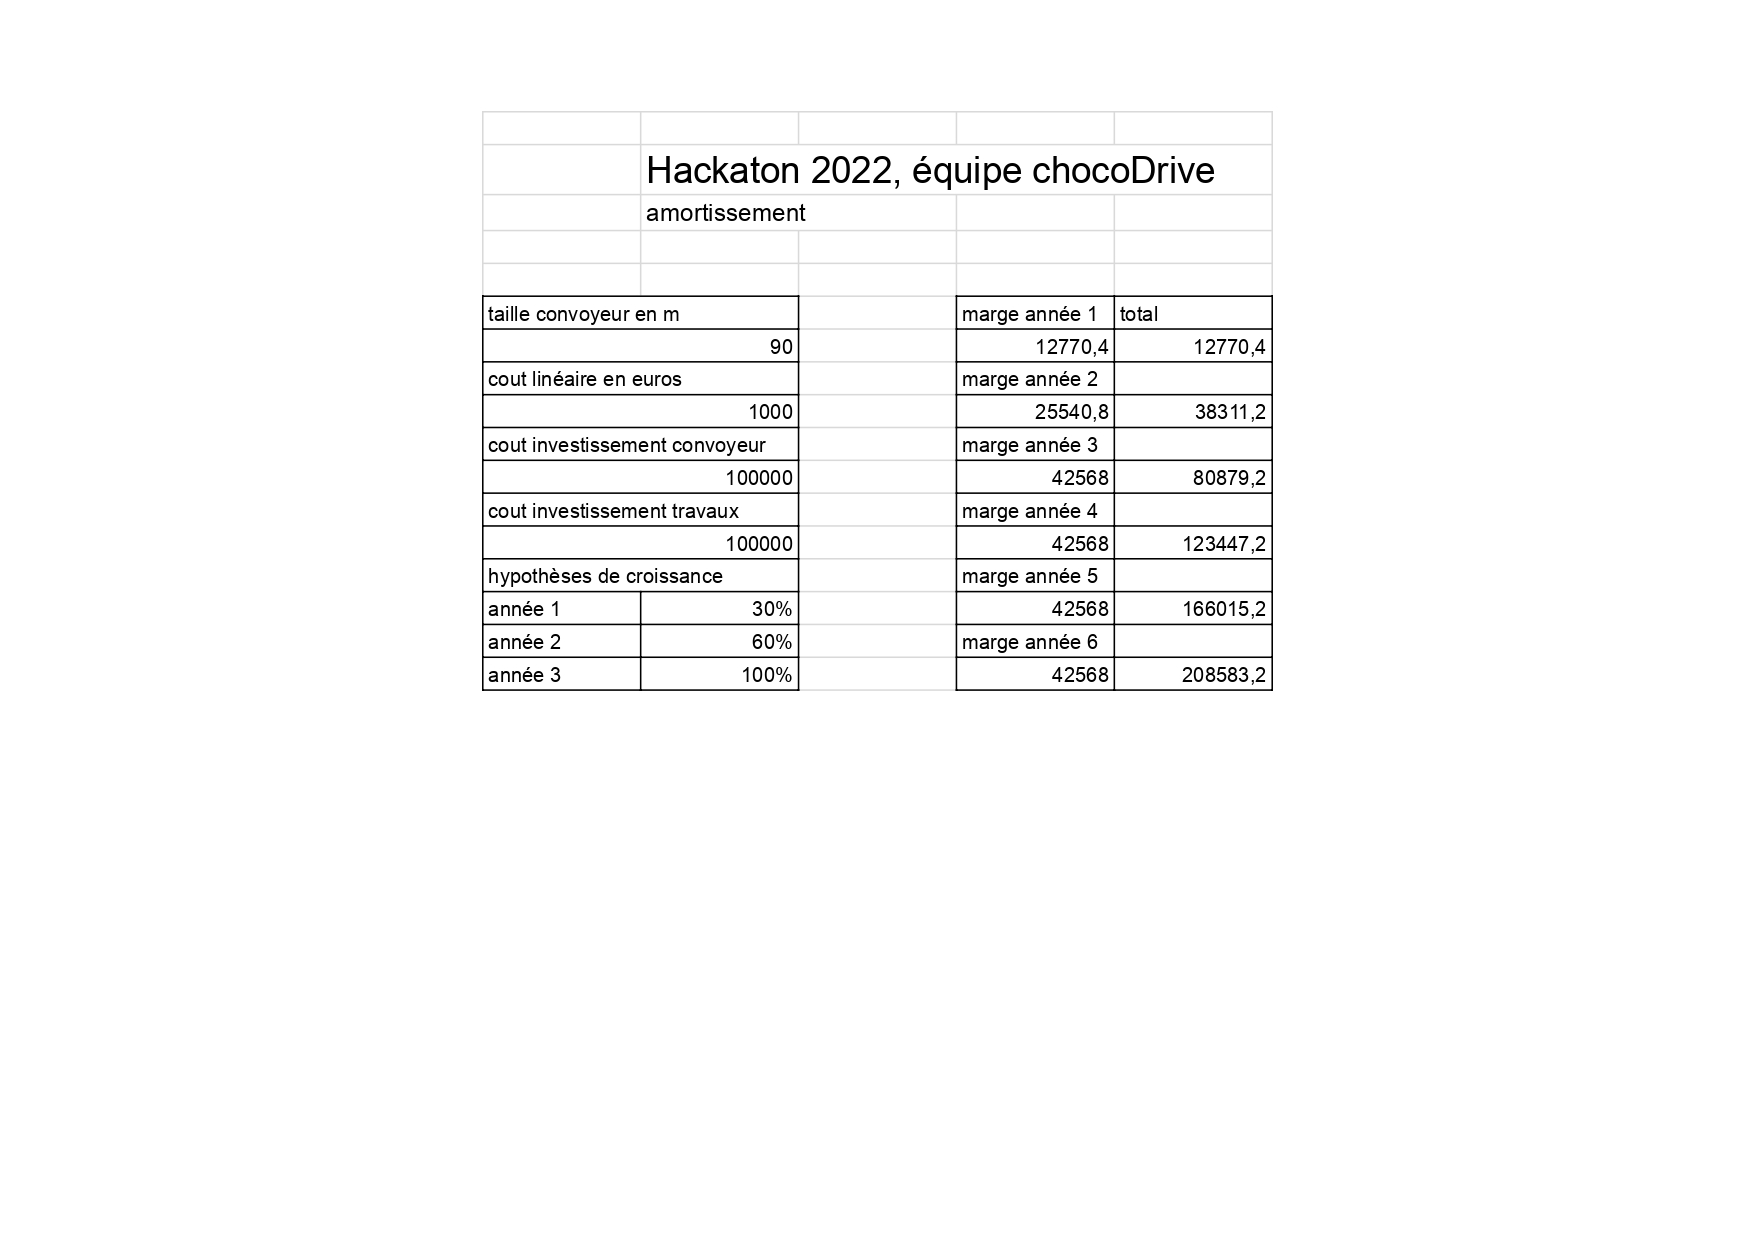 Hackaton 2022, équipe chocoDrive
amortissement
taille convoyeur en m
90
cout linéaire en euros
1000
cout investissement convoyeur
100000
cout investissement travaux
100000
hypothèses de croissance
année 1 30%
année 2 60%
année 3 100%
marge année 1 total
12770,4 12770,4
marge année 2
25540,8 38311,2
marge année 3
42568 80879,2
marge année 4
42568 123447,2
marge année 5
42568 166015,2
marge année 6
42568 208583,2